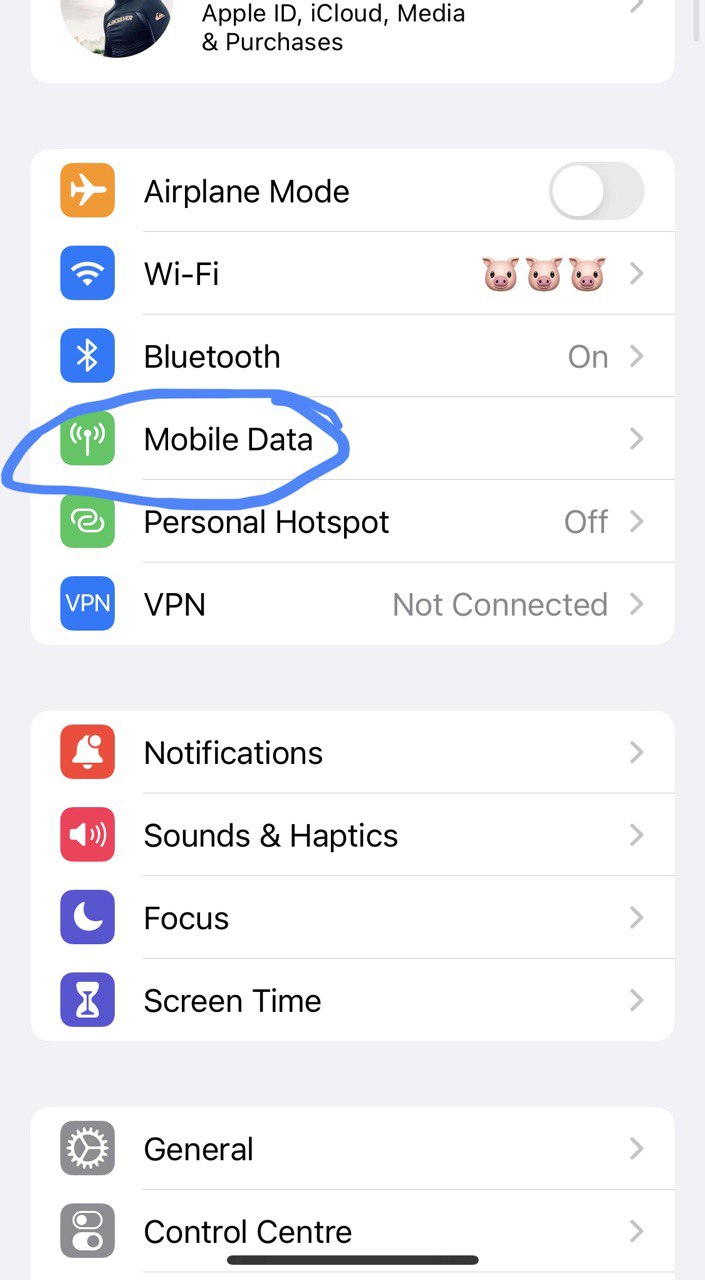 Apple ID, iCloud, Media
& Purchases
QUIKSILVER
Airplane Mode
Wi-Fi 🐷🐷🐷
Bluetooth On
Mobile Data
Personal Hotspot Off
VPN VPN Not Connected
Notifications
Sounds & Haptics
Focus
Screen Time
General
Control Centre